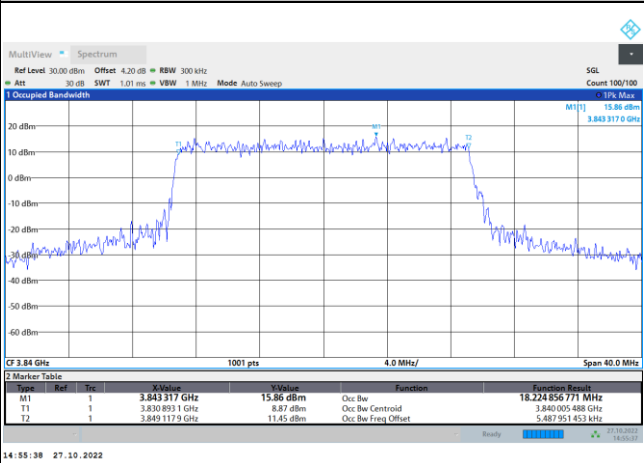 MultiView Spectrum
Ref Level 30.00 dBm Offset 4.20 dB RBW 300 kHz SGL
Att 30 dB SWT 1.01 ms VBW 1 MHz Mode Auto Sweep Count 100/100
1 Occupied Bandwidth 1Pk Max
M1[1] 15.86 dBm
3.843 317 0 GHz
20 dBm
10 dBm
0 dBm
-10 dBm
-20 dBm
-30 dBm
-40 dBm
-50 dBm
-60 dBm
T1
M1
T2
CF 3.84 GHz 1001 pts 4.0 MHz/ Span 40.0 MHz
2 Marker Table
Type Ref Trc X-Value Y-Value Function Function Result
M1 1 3.843 317 GHz 15.86 dBm Occ Bw 18.224 856 771 MHz
T1 1 3.830 893 1 GHz 8.87 dBm Occ Bw Centroid 3.840 005 488 GHz
T2 1 3.849 117 9 GHz 11.45 dBm Occ Bw Freq Offset 5.487 951 453 kHz
Ready 27.10.2022
14:55:37
14:55:38 27.10.2022